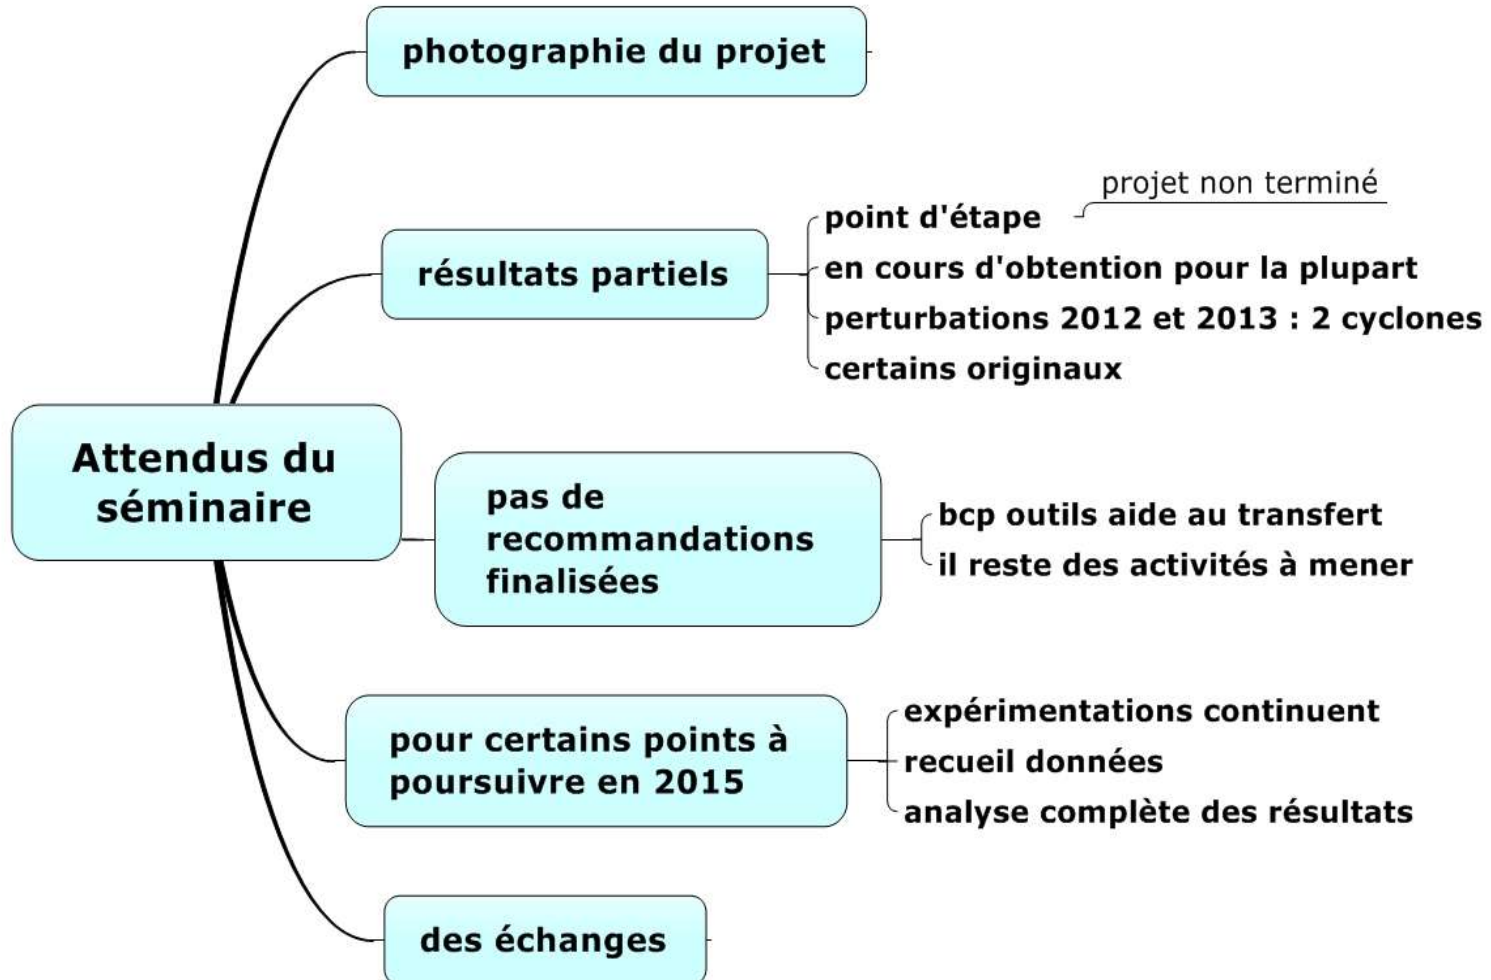 photographie du projet
projet non terminé
point d'étape
résultats partiels
en cours d'obtention pour la plupart
perturbations 2012 et 2013 : 2 cyclones
certains originaux
Attendus du
séminaire
pas de
recommandations
finalisées
bcp outils aide au transfert
il reste des activités à mener
pour certains points à
poursuivre en 2015
expérimentations continuent
recueil données
analyse complète des résultats
des échanges